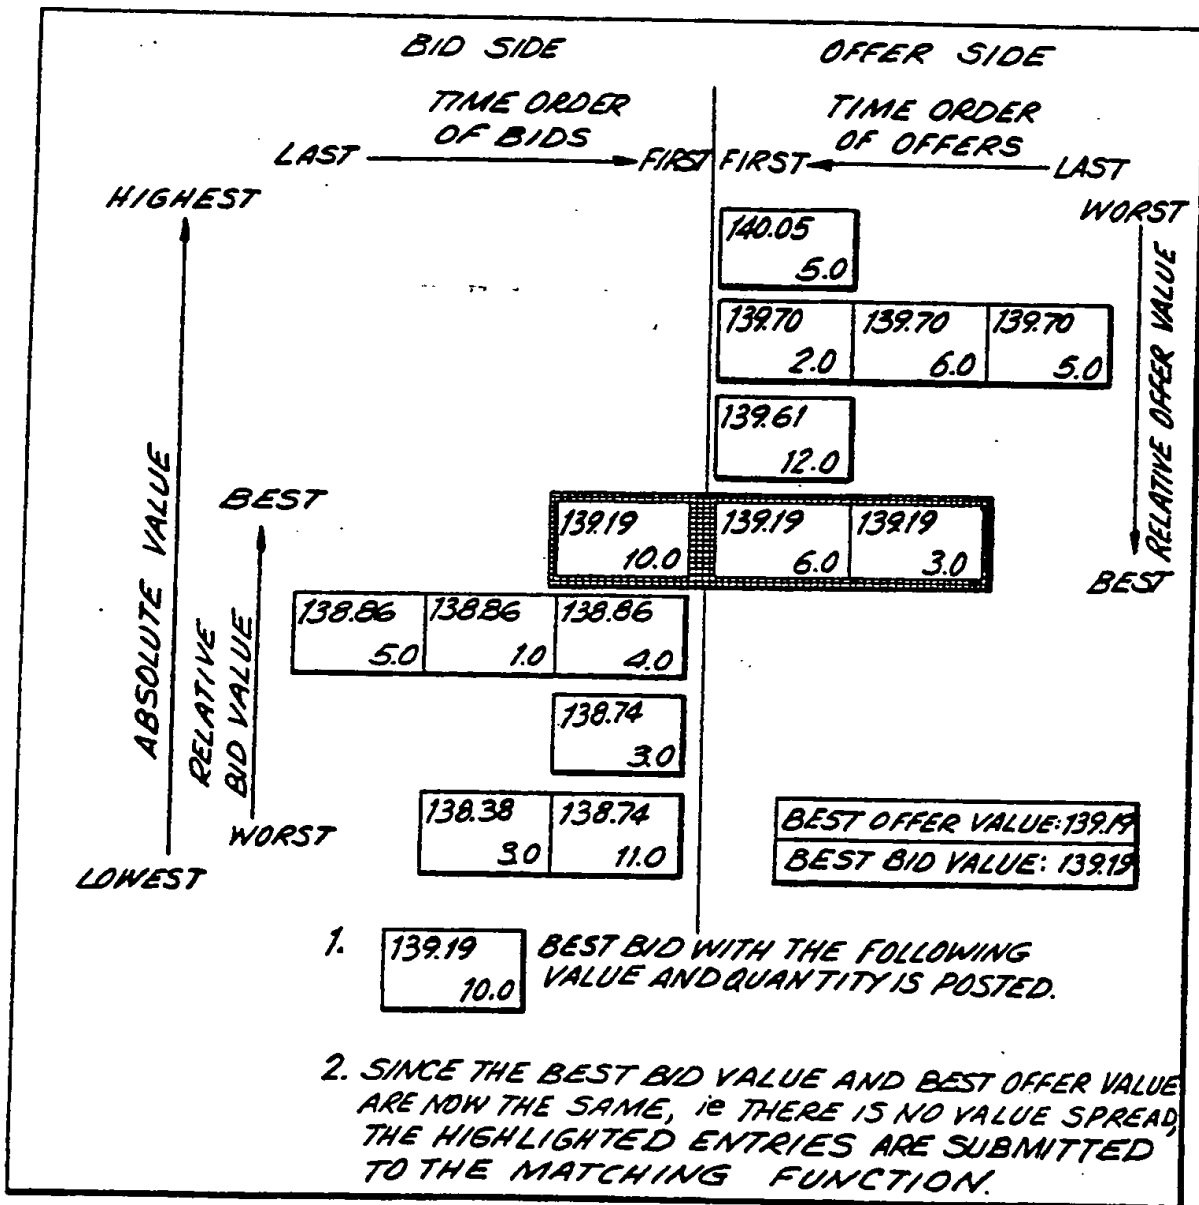 BID SIDE
OFFER SIDE
TIME ORDER
OF BIDS
TIME ORDER
OF OFFERS
LAST
FIRST
FIRST
LAST
HIGHEST
WORST
140.05
5.0
139.70
2.0
139.70
6.0
139.70
5.0
RELATIVE OFFER VALUE
139.61
12.0
ABSOLUTE VALUE
BEST
139.19
10.0
139.19
6.0
139.19
3.0
BEST
RELATIVE
BID VALUE
138.86
5.0
138.86
1.0
138.86
4.0
138.74
3.0
WORST
138.38
3.0
138.74
11.0
LOWEST
BEST OFFER VALUE: 139.19
BEST BID VALUE: 139.19
1.
139.19
10.0
BEST BID WITH THE FOLLOWING
VALUE AND QUANTITY IS POSTED.
2. SINCE THE BEST BID VALUE AND BEST OFFER VALUE
ARE NOW THE SAME, ie THERE IS NO VALUE SPREAD,
THE HIGHLIGHTED ENTRIES ARE SUBMITTED
TO THE MATCHING FUNCTION.